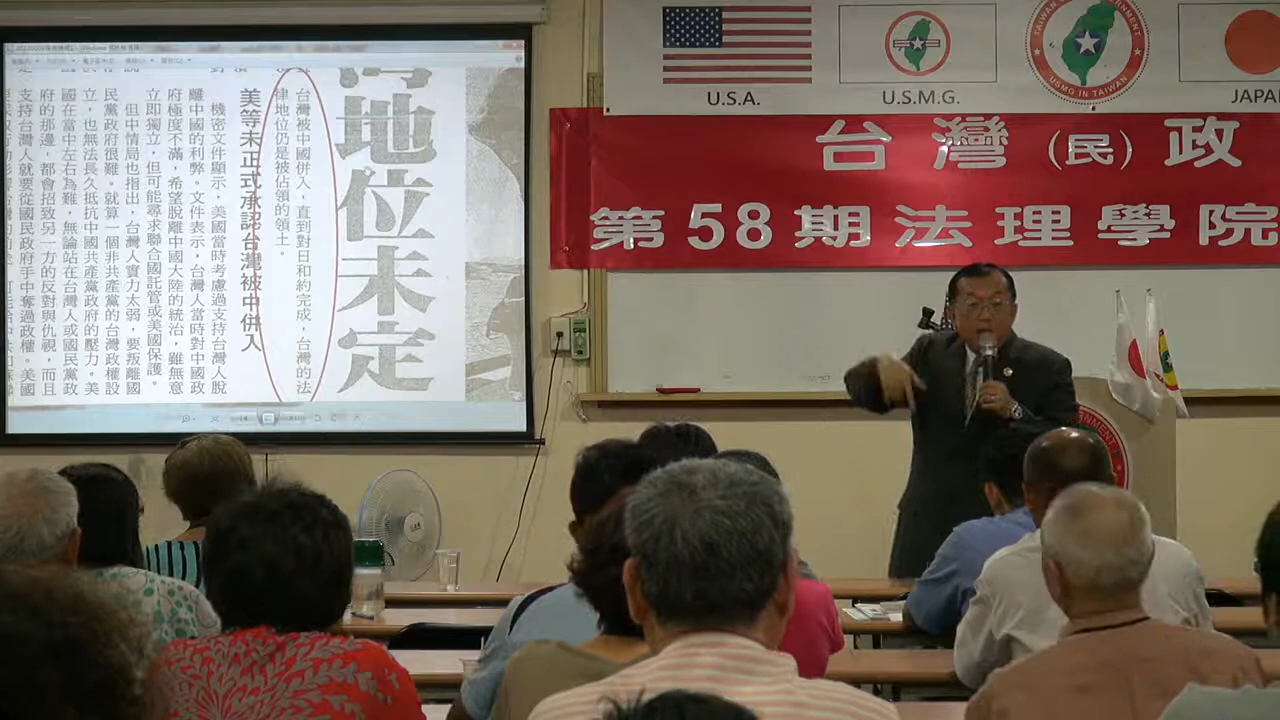 地位未定
台灣被中國併入，直到對日和約完成，台灣的法
律地位仍是被佔領的領土。
美等未正式承認台灣被中併入
機密文件顯示，美國當時考慮過支持台灣人脫
離中國的利弊。文件表示，台灣人當時對中國政
府極度不滿，希望脫離中國大陸的統治，雖無意
立即獨立，但可能尋求聯合國託管或美國保護。
但中情局也指出，台灣人實力太弱，要叛離國
民黨政府很難。就算一個非共產黨的台灣政權設
立，也無法長久抵抗中國共產黨政府的壓力。美
國在當中左右為難，無論站在台灣人或國民黨政
府的那邊，都會招致另一方的反對與仇視，而且
支持台灣人就要從國民政府手中奪過政權。美國
U.S.A.
U.S.M.G.
USMG IN TAIWAN
JAPA
台灣(民)政
第58期法理學院